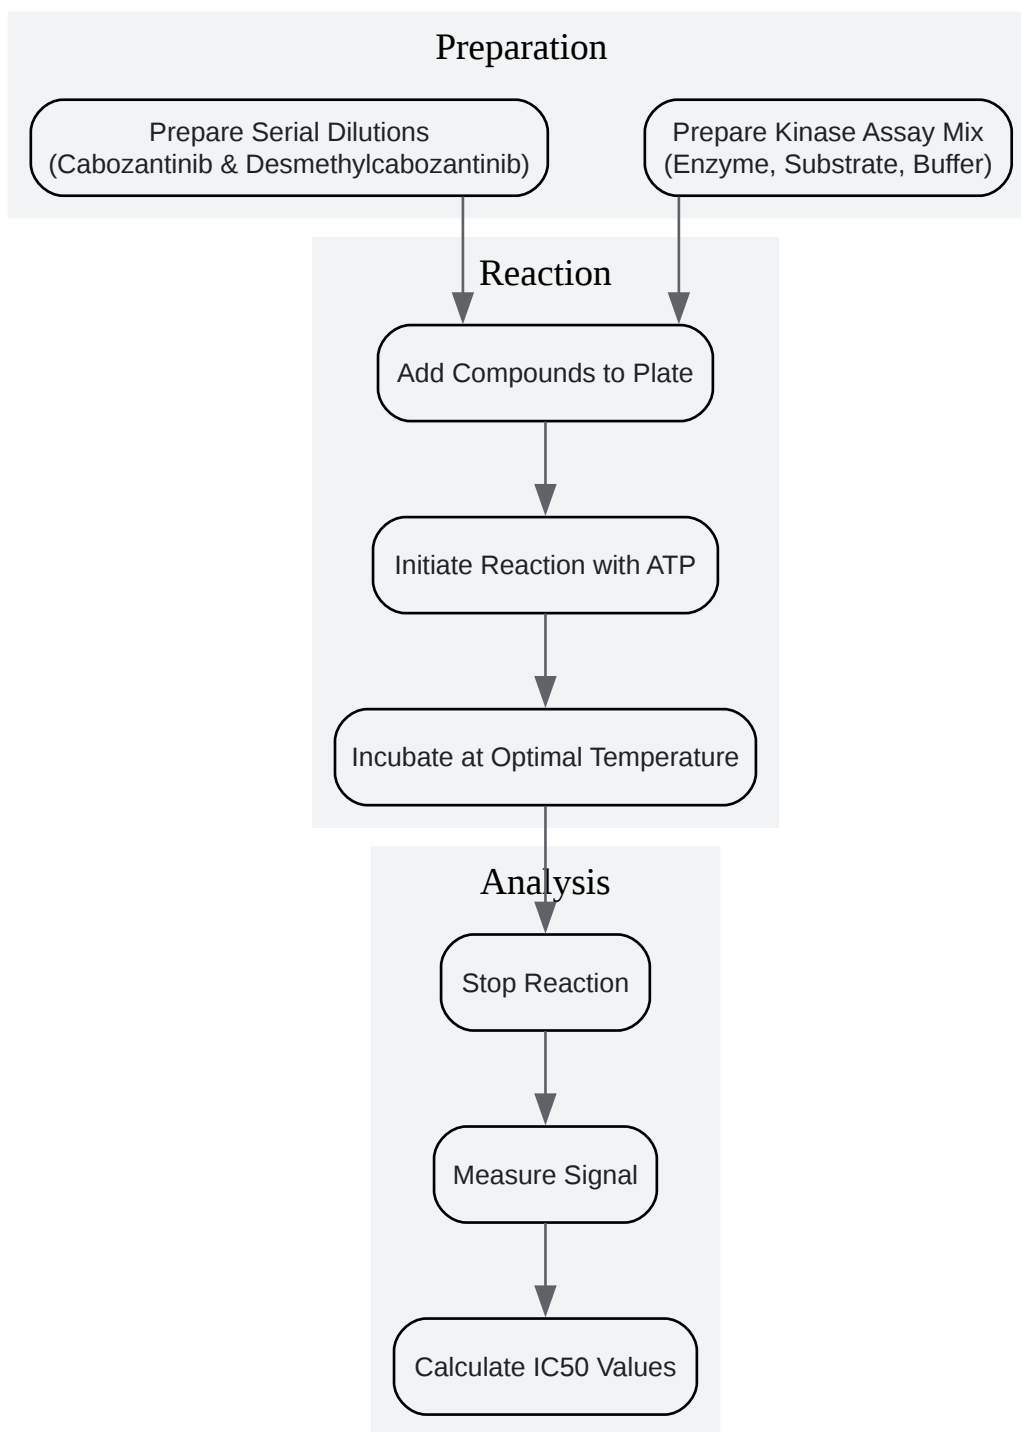 Preparation
Prepare Serial Dilutions
(Cabozantinib & Desmethylcabozantinib)
Prepare Kinase Assay Mix
(Enzyme, Substrate, Buffer)
Reaction
Add Compounds to Plate
Initiate Reaction with ATP
Incubate at Optimal Temperature
Analysis
Stop Reaction
Measure Signal
Calculate IC50 Values